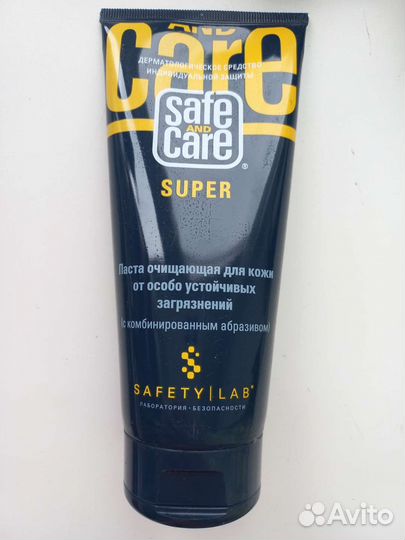 AND
care
ДЕРМАТОЛОГИЧЕСКОЕ СРЕДСТВО
ИНДИВИДУАЛЬНОЙ ЗАЩИТЫ
safe
AND
care
®
SUPER
Паста очищающая для кожи
от особо устойчивых
загрязнений
(с комбинированным абразивом)
SAFETY|LAB®
ЛАБОРАТОРИЯ • БЕЗОПАСНОСТИ
Avito